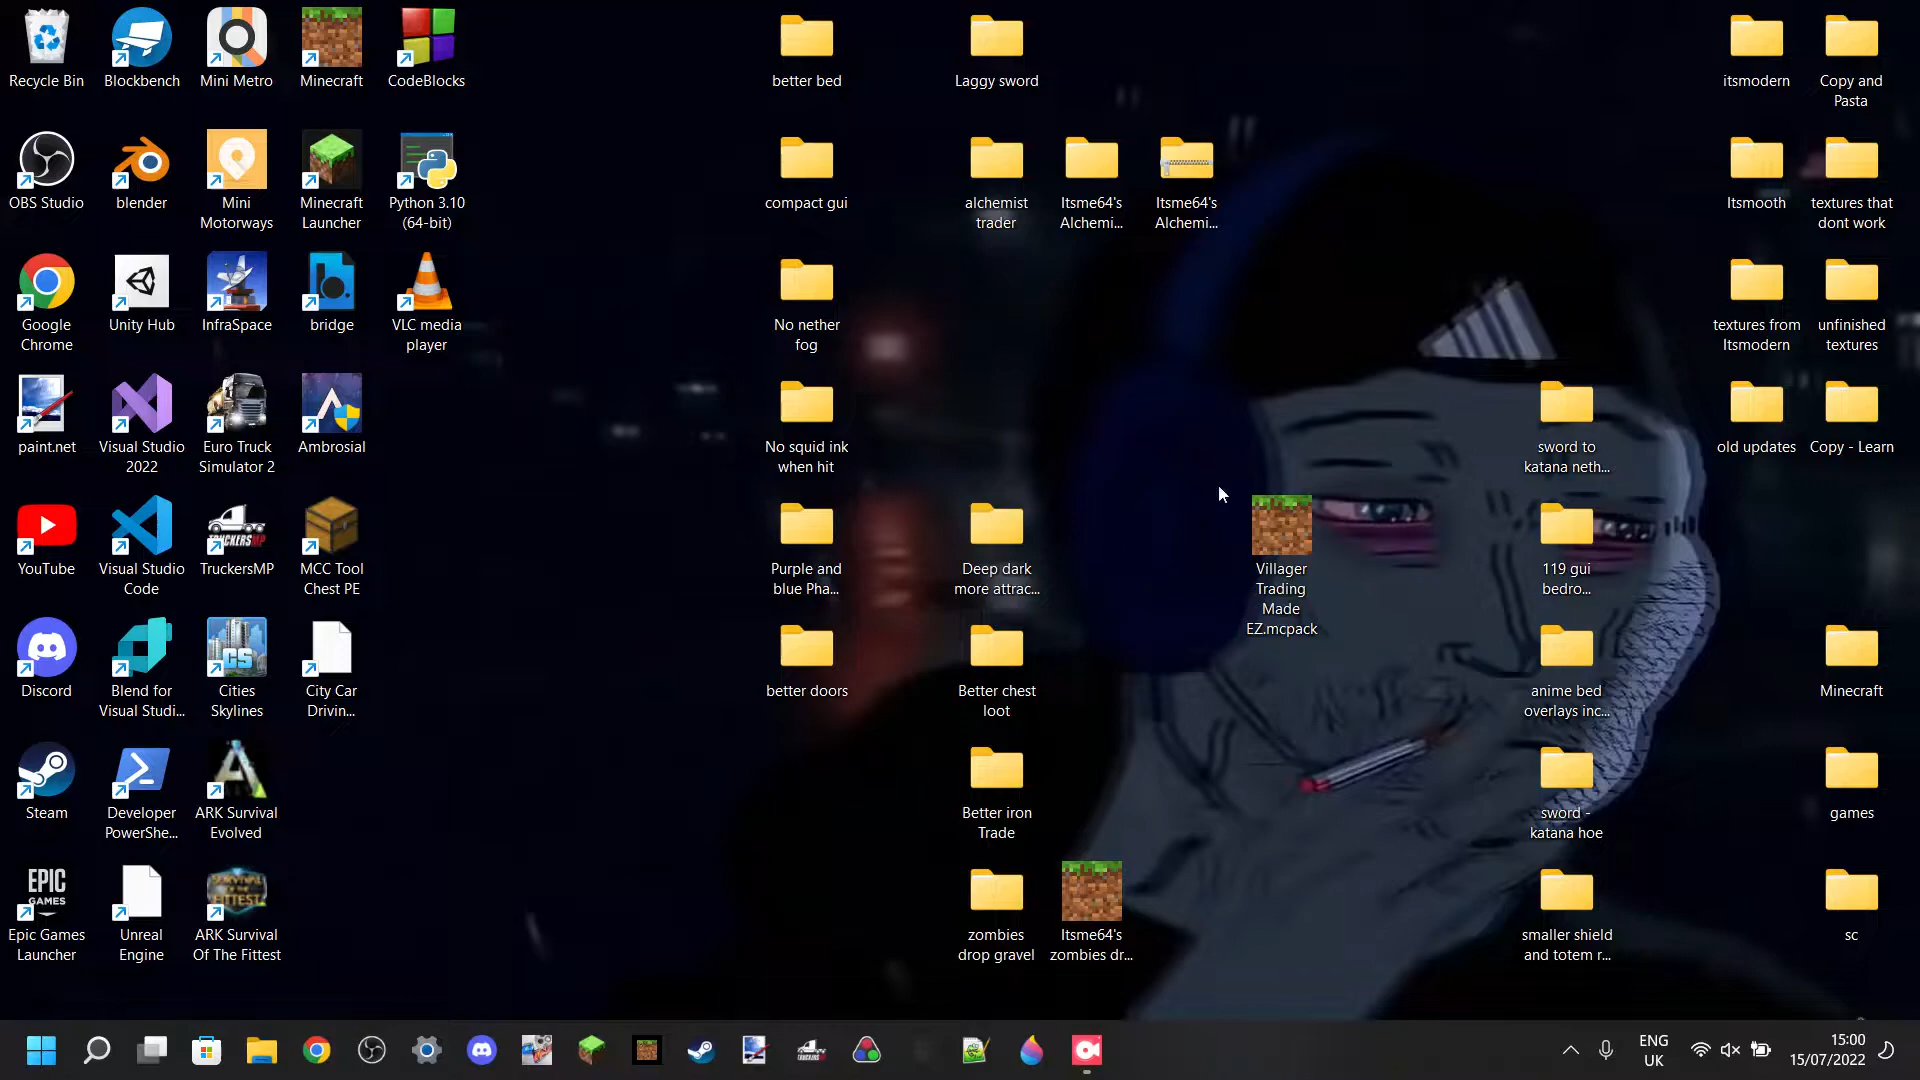 Recycle Bin
Blockbench
Mini Metro
Minecraft
CodeBlocks
better bed
Laggy sword
itsmodern
Copy and
Pasta
OBS Studio
blender
Mini
Motorways
Minecraft
Launcher
Python 3.10
(64-bit)
compact gui
alchemist
trader
Itsme64's
Alchemi...
Itsme64's
Alchemi...
Itsmooth
textures that
dont work
Google
Chrome
Unity Hub
InfraSpace
bridge
VLC media
player
No nether
fog
textures from
Itsmodern
unfinished
textures
paint.net
Visual Studio
2022
Euro Truck
Simulator 2
Ambrosial
No squid ink
when hit
sword to
katana neth...
old updates
Copy - Learn
TRUCKERSMP
YouTube
Visual Studio
Code
TruckersMP
MCC Tool
Chest PE
Purple and
blue Pha...
Deep dark
more attrac...
Villager
Trading
Made
EZ.mcpack
119 gui
bedro...
CS
Discord
Blend for
Visual Studi...
Cities
Skylines
City Car
Drivin...
better doors
Better chest
loot
anime bed
overlays inc...
Minecraft
Steam
Developer
PowerShe...
ARK Survival
Evolved
Better iron
Trade
sword -
katana hoe
games
EPIC
GAMES
SURVIVAL
OF THE
FITTEST
Epic Games
Launcher
Unreal
Engine
ARK Survival
Of The Fittest
zombies
drop gravel
Itsme64's
zombies dr...
smaller shield
and totem r...
sc
ENG
UK
15:00
15/07/2022